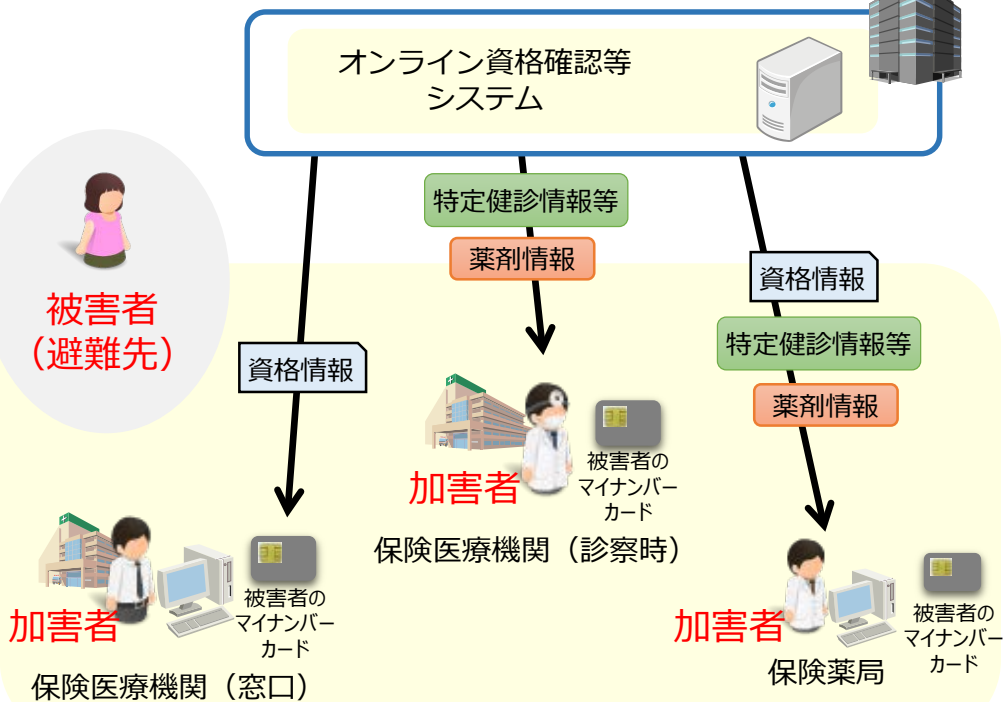 オンライン資格確認等
システム
特定健診情報等
薬剤情報
資格情報
特定健診情報等
薬剤情報
被害者
（避難先）
資格情報
加害者
被害者の
マイナンバー
カード
保険医療機関（診察時）
加害者
被害者の
マイナンバー
カード
保険医療機関（窓口）
加害者
被害者の
マイナンバー
カード
保険薬局